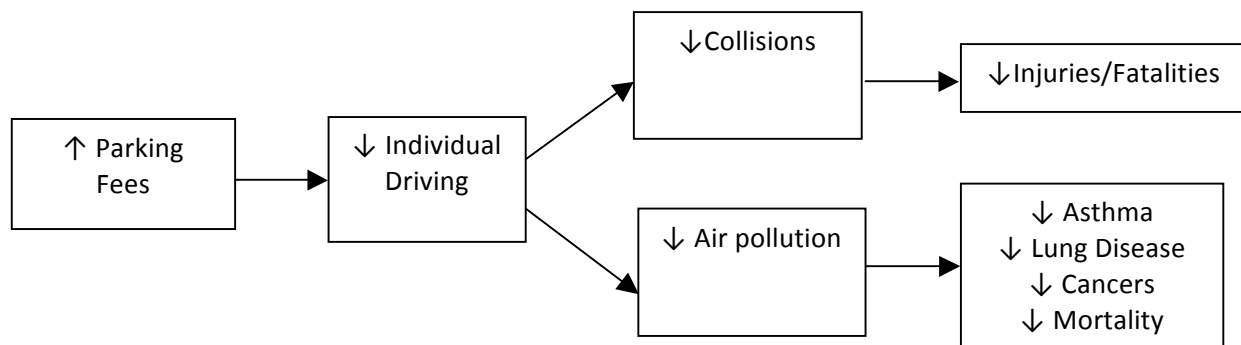 ↑ Parking
Fees
↓ Individual
Driving
↓Collisions
↓Injuries/Fatalities
↓ Air pollution
↓ Asthma
↓ Lung Disease
↓ Cancers
↓ Mortality